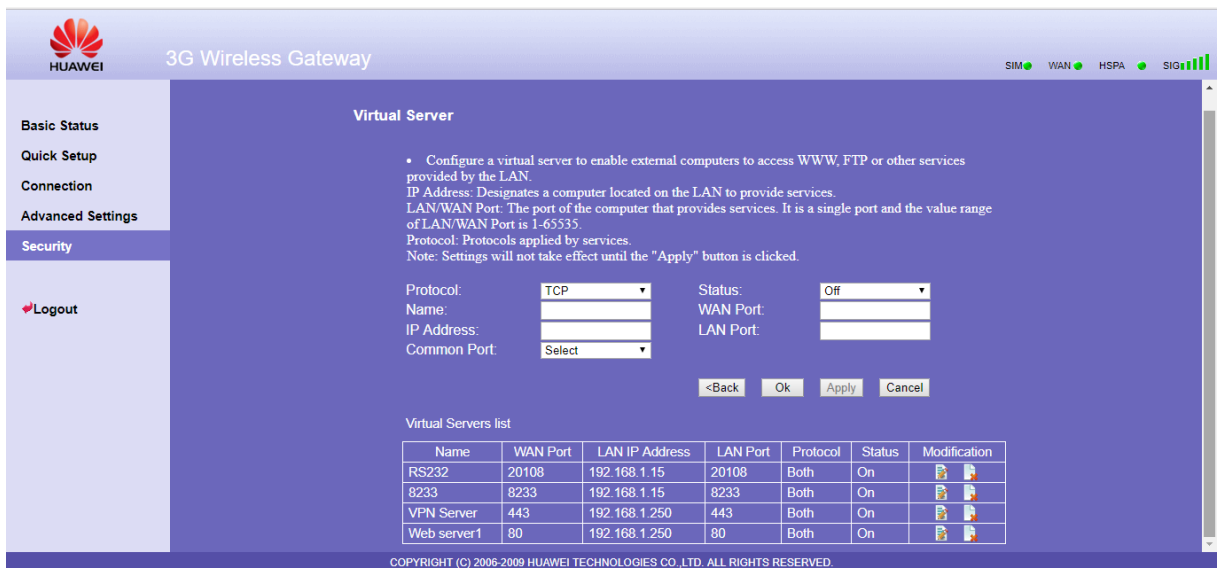 HUAWEI
3G Wireless Gateway
SIM WAN HSPA SIG
Basic Status
Quick Setup
Connection
Advanced Settings
Security
Logout
Virtual Server
• Configure a virtual server to enable external computers to access WWW, FTP or other services
provided by the LAN.
IP Address: Designates a computer located on the LAN to provide services.
LAN/WAN Port: The port of the computer that provides services. It is a single port and the value range
of LAN/WAN Port is 1-65535.
Protocol: Protocols applied by services.
Note: Settings will not take effect until the "Apply" button is clicked.
Protocol: TCP Status: Off
Name: WAN Port:
IP Address: LAN Port:
Common Port: Select
<Back Ok Apply Cancel
Virtual Servers list
Name WAN Port LAN IP Address LAN Port Protocol Status Modification
RS232 20108 192.168.1.15 20108 Both On
8233 8233 192.168.1.15 8233 Both On
VPN Server 443 192.168.1.250 443 Both On
Web server1 80 192.168.1.250 80 Both On
COPYRIGHT (C) 2006-2009 HUAWEI TECHNOLOGIES CO.,LTD. ALL RIGHTS RESERVED.